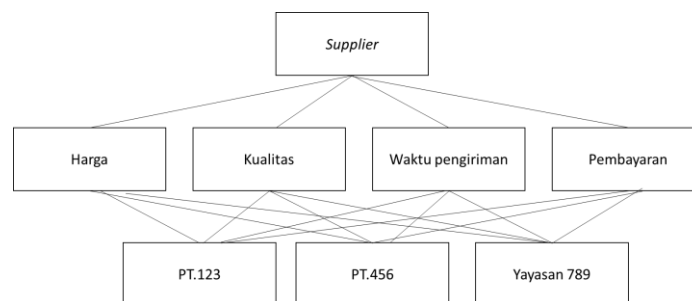 Supplier
Harga
Kualitas
Waktu pengiriman
Pembayaran
PT.123
PT.456
Yayasan 789